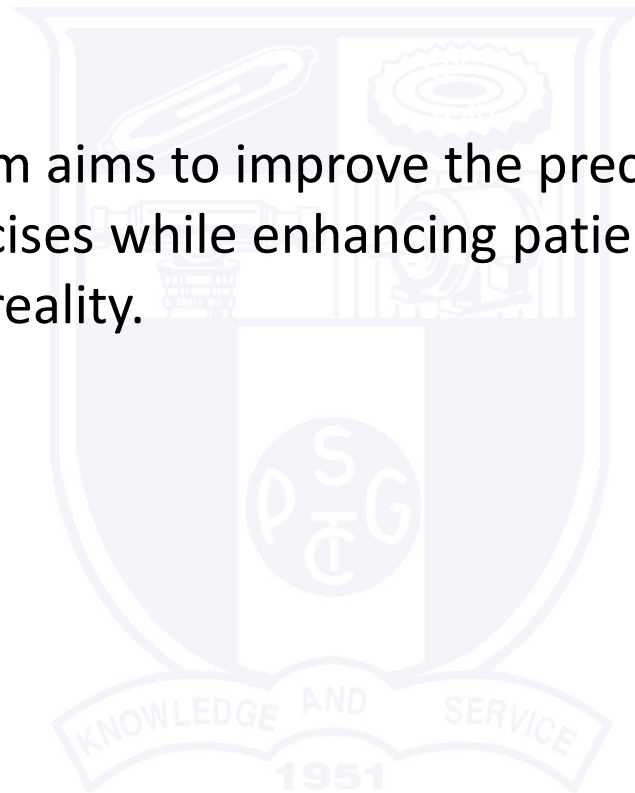 m aims to improve the prec
cises while enhancing patie
reality.
S
P G
T
C
KNOWLEDGE AND SERVICE
1951